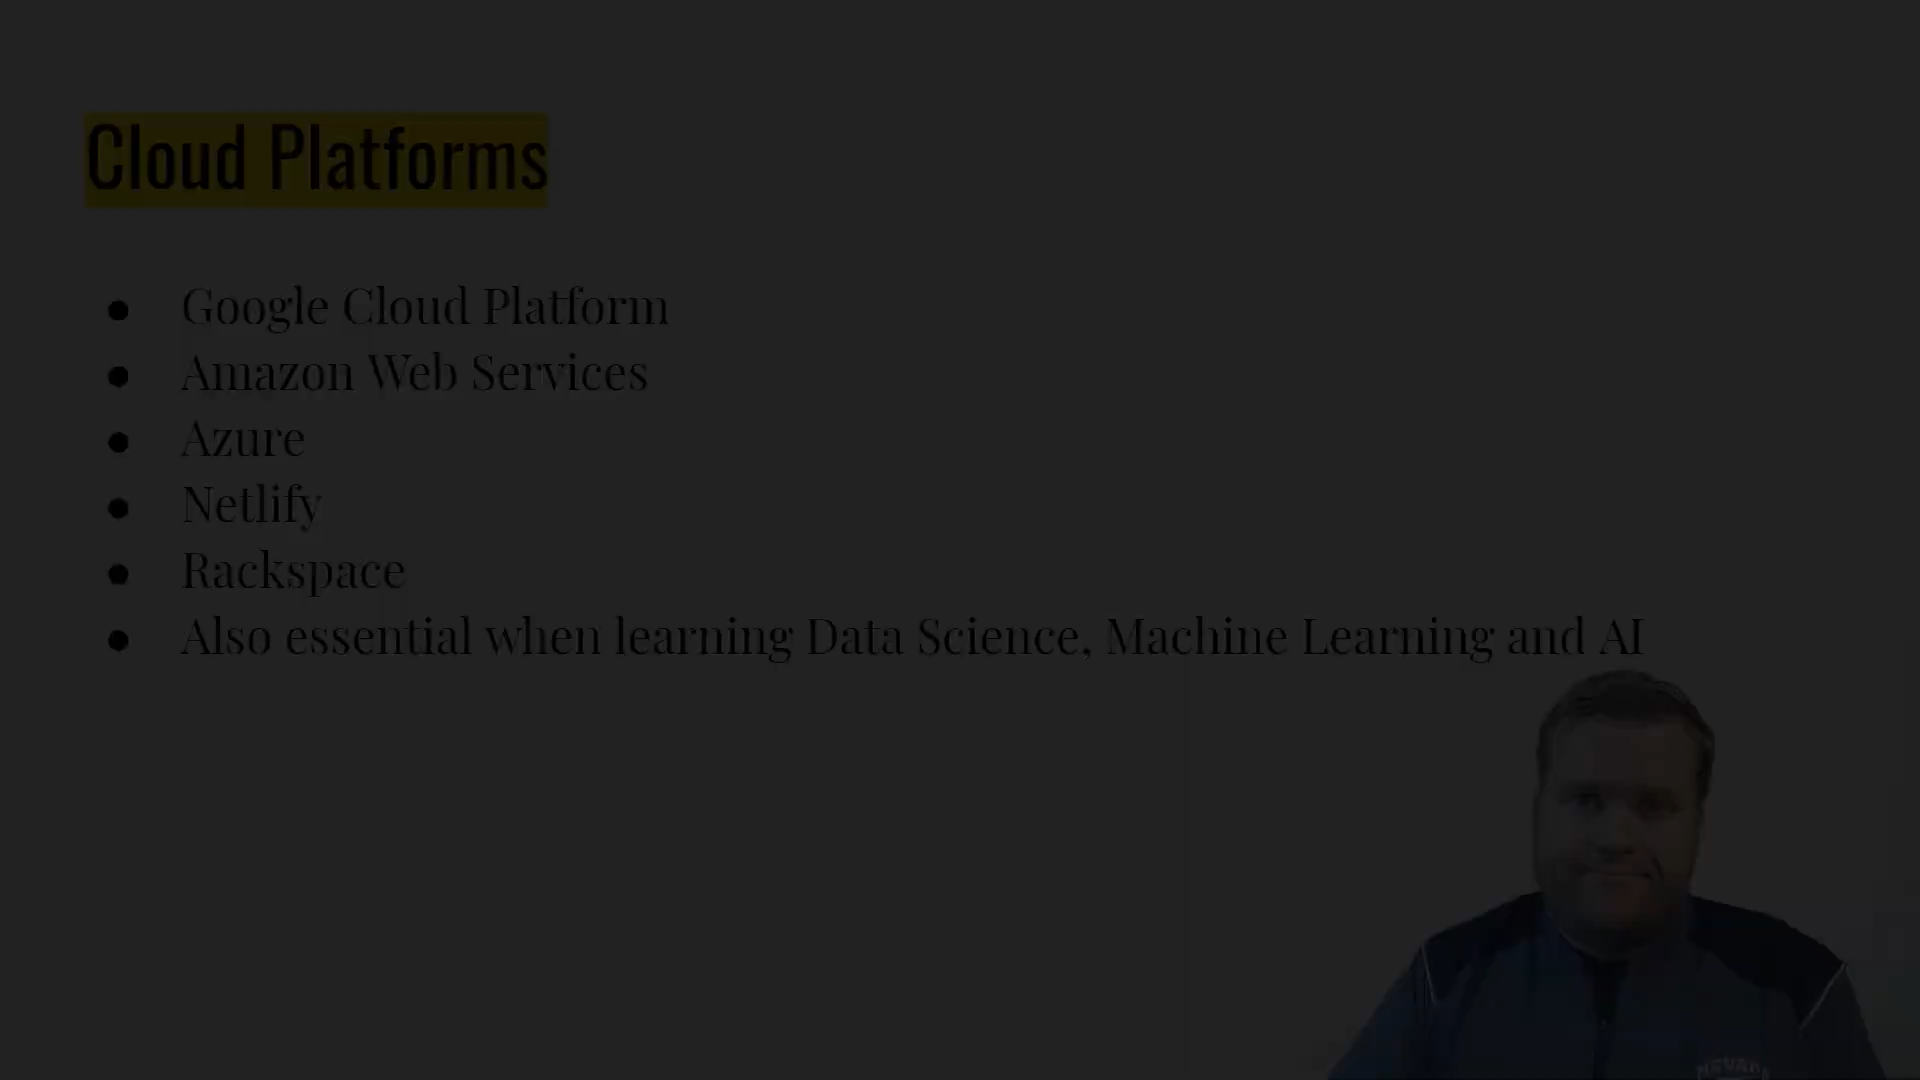 Cloud Platforms
● Google Cloud Platform
● Amazon Web Services
● Azure
● Netlify
● Rackspace
● Also essential when learning Data Science, Machine Learning and AI